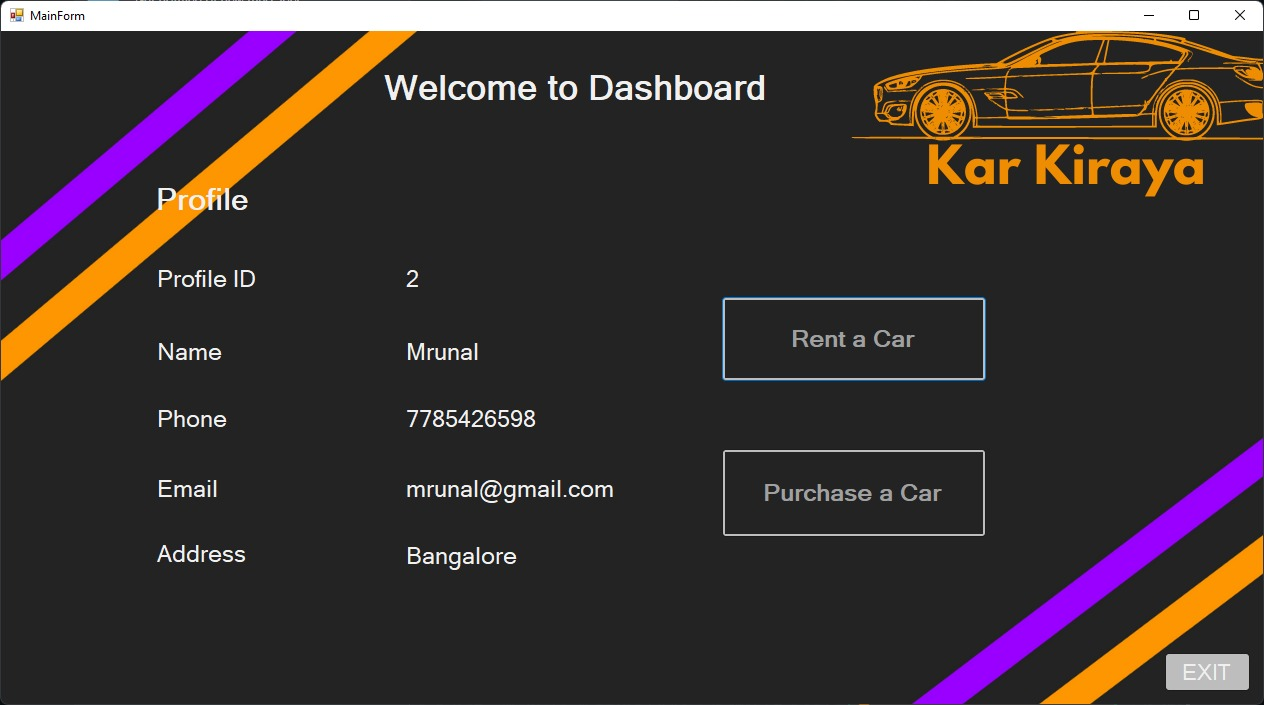 MainForm
Welcome to Dashboard
Kar Kiraya
Profile
Profile ID 2
Name Mrunal
Phone 7785426598
Email mrunal@gmail.com
Address Bangalore
Rent a Car
Purchase a Car
EXIT